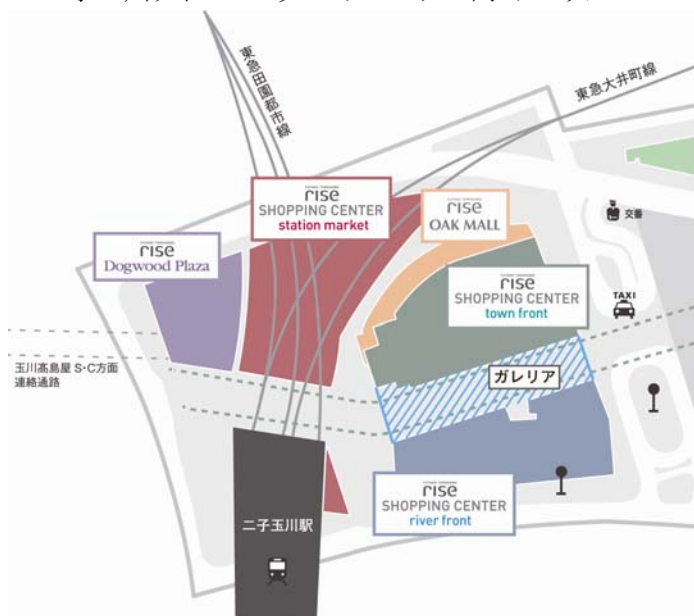 東急田園都市線
東急大井町線
rise
SHOPPING CENTER
station market
rise
OAK MALL
交番
rise
Dogwood Plaza
rise
SHOPPING CENTER
town front
TAXI
玉川髙島屋 S・C方面
連絡通路
ガレリア
rise
SHOPPING CENTER
river front
二子玉川駅